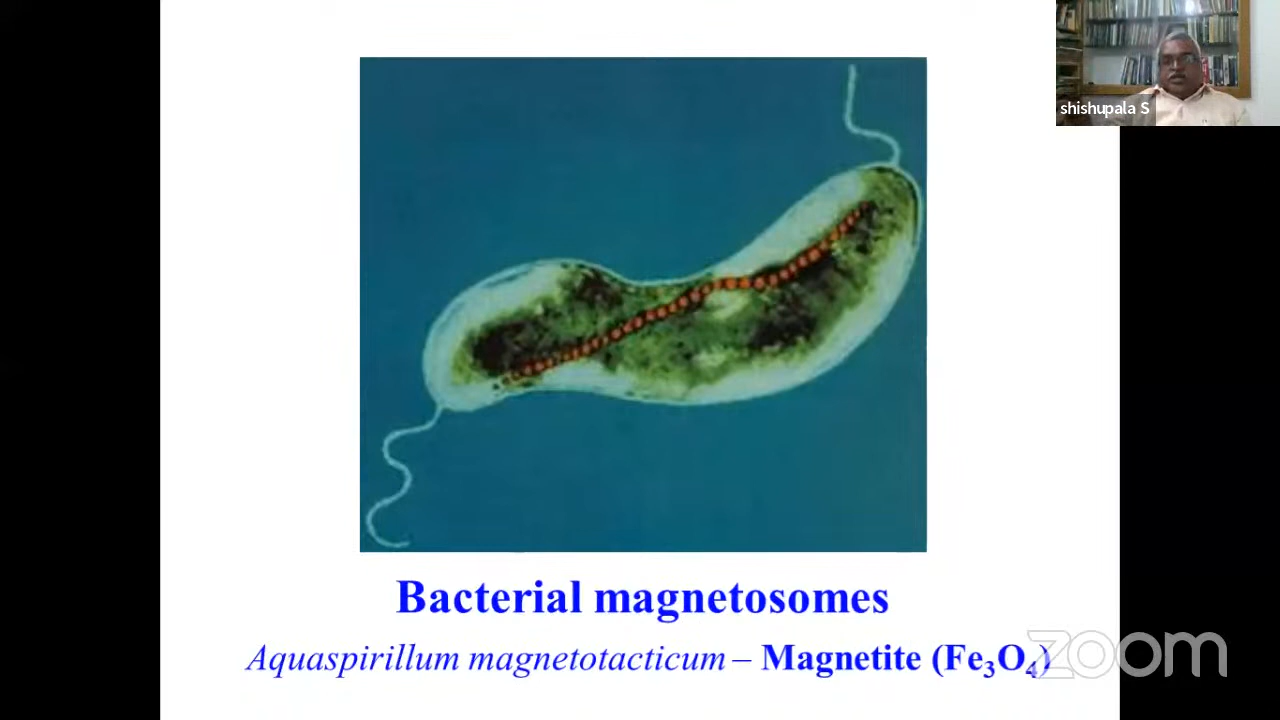 shishupala S
Bacterial magnetosomes
Aquaspirillum magnetotacticum – Magnetite (Fe₃O₄)
zoom